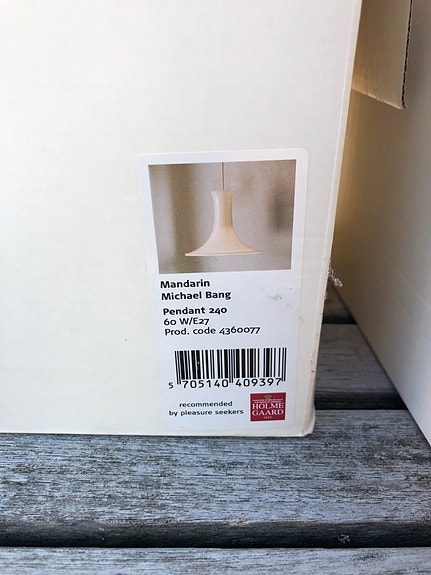 Mandarin
Michael Bang
Pendant 240
60 W/E27
Prod. code 4360077
5 705140 409397
recommended
by pleasure seekers
HOLME
GAARD